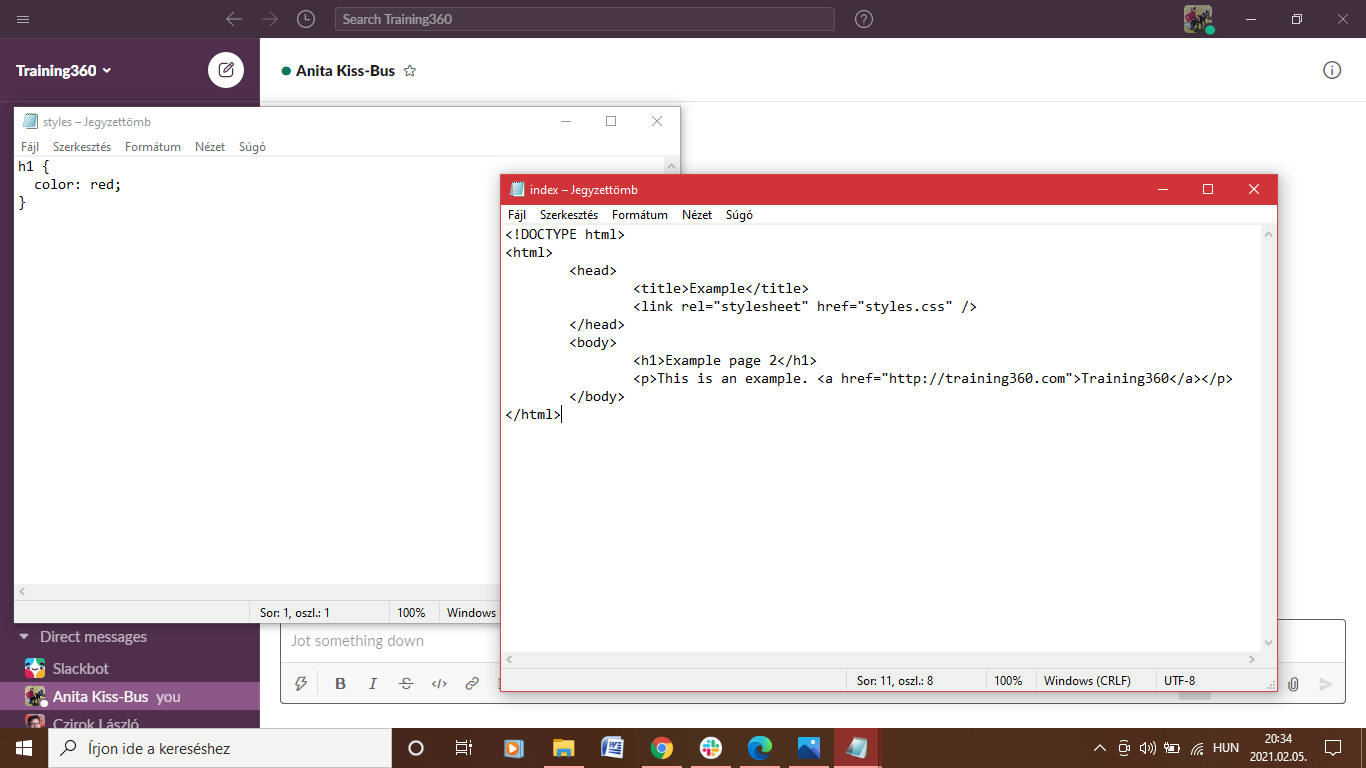 Search Training360
Training360
Anita Kiss-Bus
styles – Jegyzettömb
Fájl Szerkesztés Formátum Nézet Súgó
h1 {
  color: red;
}
Sor: 1, oszl.: 1 100% Windows
index – Jegyzettömb
Fájl Szerkesztés Formátum Nézet Súgó
<!DOCTYPE html>
<html>
        <head>
                <title>Example</title>
                <link rel="stylesheet" href="styles.css" />
        </head>
        <body>
                <h1>Example page 2</h1>
                <p>This is an example. <a href="http://training360.com">Training360</a></p>
        </body>
</html>
Sor: 11, oszl.: 8 100% Windows (CRLF) UTF-8
Direct messages
Slackbot
Anita Kiss-Bus you
Czirok László
Jot something down
B I S </>
Írjon ide a kereséshez
HUN
20:34
2021.02.05.